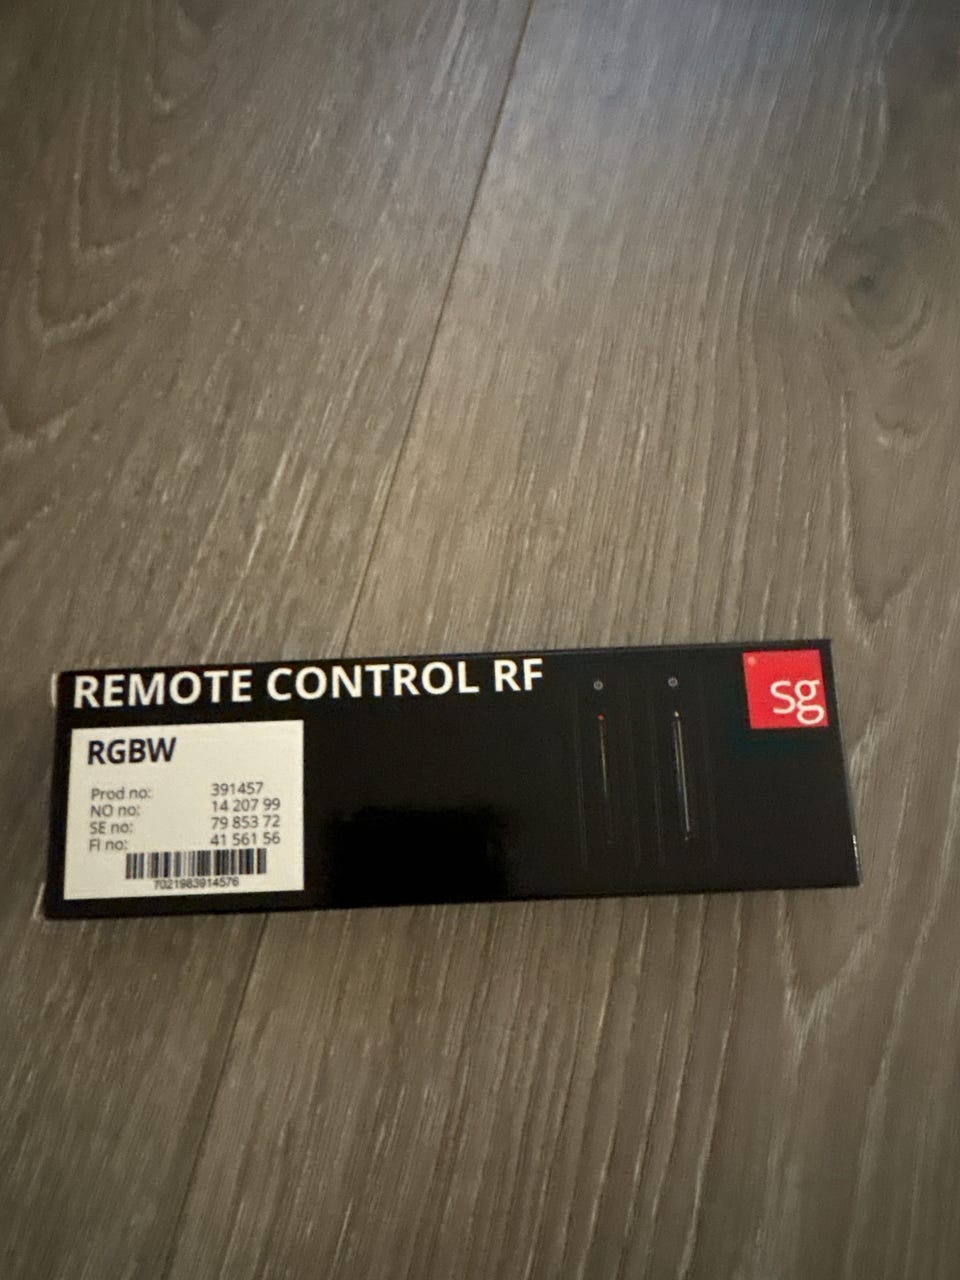 REMOTE CONTROL RF
sg
RGBW
Prod no: 391457
NO no: 14 207 99
SE no: 79 853 72
FI no: 41 561 56
7021983914576